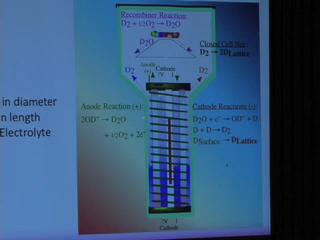 Recombiner Reaction:
D2 + 1/2O2 → D2O
D2O
Closed Cell Net:
D2 → 2DLattice
Anode
(+)
Cathode
?V
O2
D2
in diameter
n length
Electrolyte
Anode Reaction (+):
2OD⁻ → D2O
+ 1/2O2 + 2e⁻
Cathode Reactions (-):
D2O + e⁻ → OD⁻ + D
D + D → D2
DSurface → DLattice
?V
Cathode